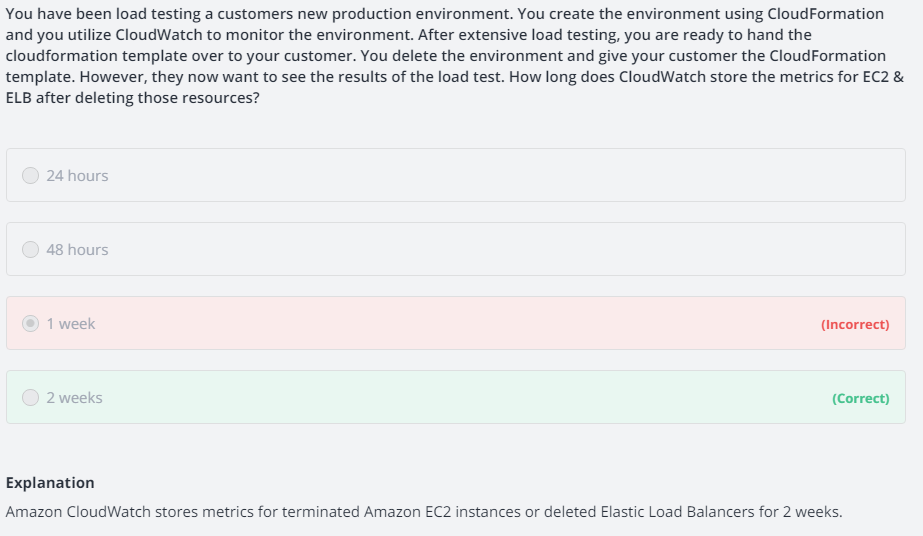 You have been load testing a customers new production environment. You create the environment using CloudFormation
and you utilize CloudWatch to monitor the environment. After extensive load testing, you are ready to hand the
cloudformation template over to your customer. You delete the environment and give your customer the CloudFormation
template. However, they now want to see the results of the load test. How long does CloudWatch store the metrics for EC2 &
ELB after deleting those resources?
24 hours
48 hours
1 week (Incorrect)
2 weeks (Correct)
Explanation
Amazon CloudWatch stores metrics for terminated Amazon EC2 instances or deleted Elastic Load Balancers for 2 weeks.